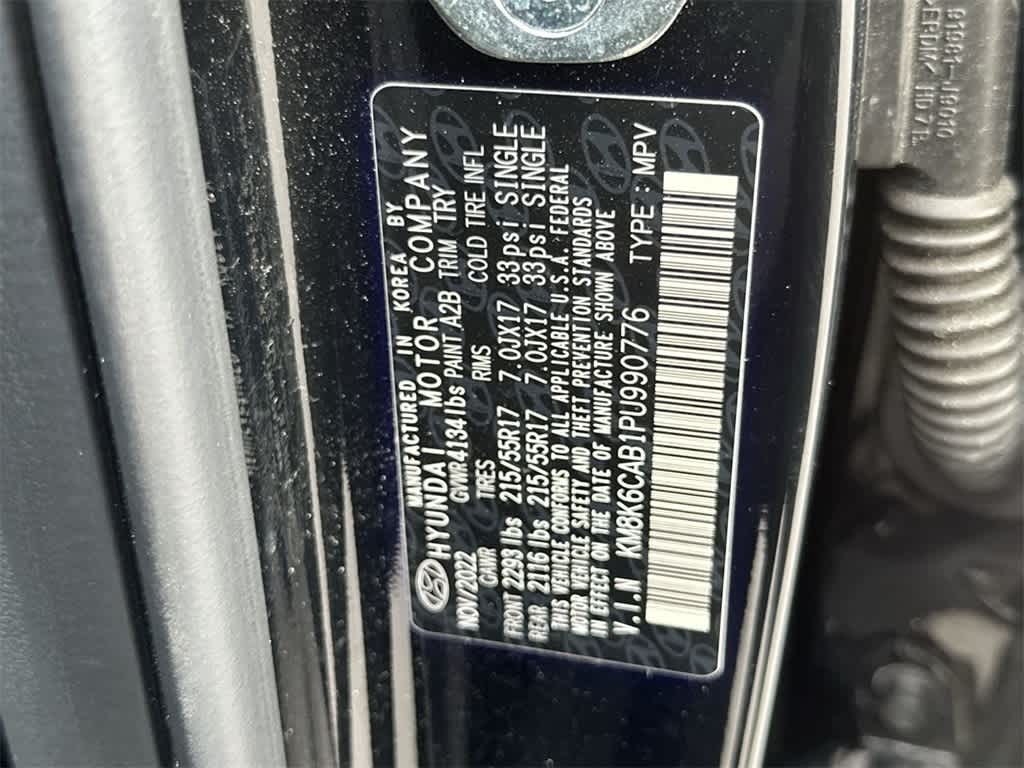 MANUFACTURED IN KOREA BY
HYUNDAI MOTOR COMPANY
NOV/2022 GVWR4134lbs PAINT A2B TRIM TRY
GAWR TIRES RIMS COLD TIRE INFL
FRONT 2293 lbs 215/55R17 7.0JX17 33psi SINGLE
REAR 2116 lbs 215/55R17 7.0JX17 33psi SINGLE
THIS VEHICLE CONFORMS TO ALL APPLICABLE U.S.A. FEDERAL
MOTOR VEHICLE SAFETY AND THEFT PREVENTION STANDARDS
IN EFFECT ON THE DATE OF MANUFACTURE SHOWN ABOVE
V.I.N KM8K6CAB1PU990776 TYPE : MPV